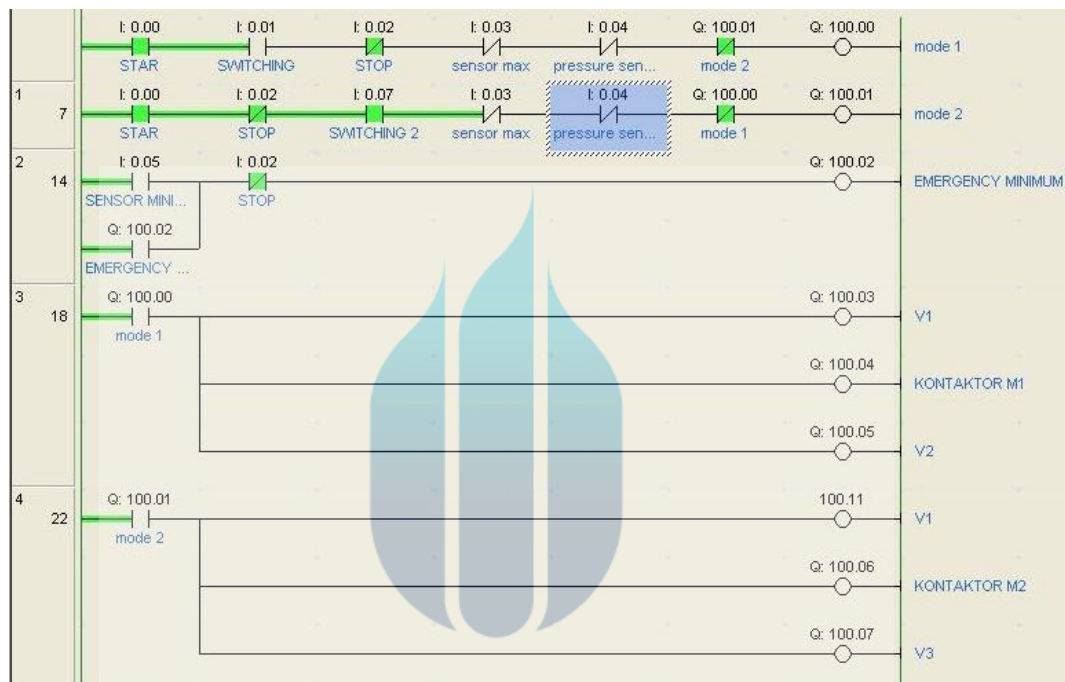 I: 0.00 I: 0.01 I: 0.02 I: 0.03 I: 0.04 Q: 100.01 Q: 100.00
mode 1
STAR SWITCHING STOP sensor max pressure sen... mode 2
1
I: 0.00 I: 0.02 I: 0.07 I: 0.03 I: 0.04 Q: 100.00 Q: 100.01
7 mode 2
STAR STOP SWITCHING 2 sensor max pressure sen... mode 1
2 I: 0.05 I: 0.02 Q: 100.02
14 EMERGENCY MINIMUM
SENSOR MINI... STOP
Q: 100.02
EMERGENCY ...
3 Q: 100.00 Q: 100.03
18 V1
mode 1
Q: 100.04
KONTAKTOR M1
Q: 100.05
V2
4 Q: 100.01 100.11
22 V1
mode 2
Q: 100.06
KONTAKTOR M2
Q: 100.07
V3